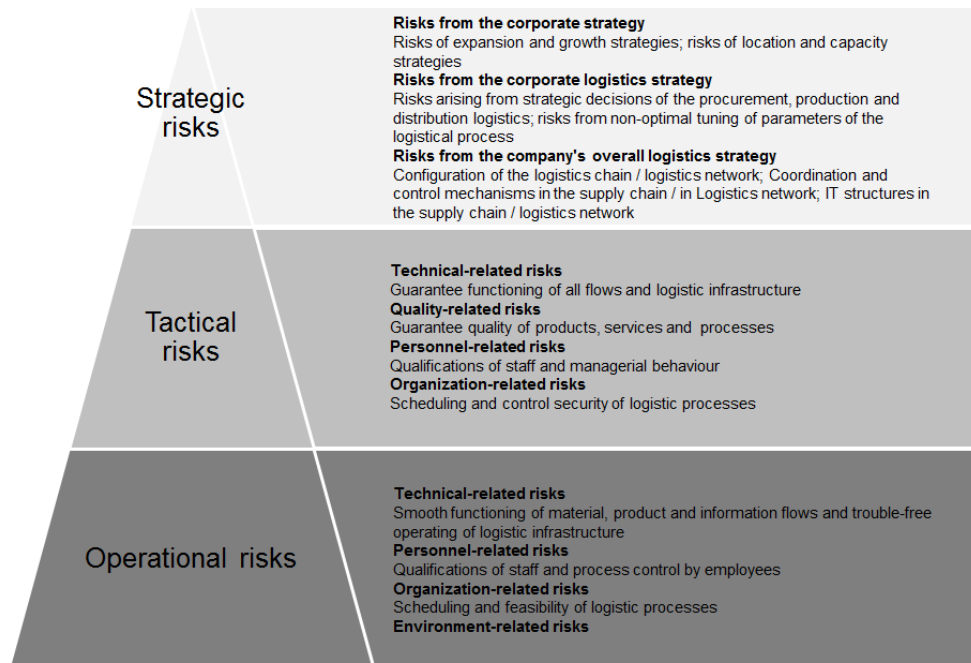 Strategic
risks
Risks from the corporate strategy
Risks of expansion and growth strategies; risks of location and capacity
strategies
Risks from the corporate logistics strategy
Risks arising from strategic decisions of the procurement, production and
distribution logistics; risks from non-optimal tuning of parameters of the
logistical process
Risks from the company's overall logistics strategy
Configuration of the logistics chain / logistics network; Coordination and
control mechanisms in the supply chain / in Logistics network; IT structures in
the supply chain / logistics network
Tactical
risks
Technical-related risks
Guarantee functioning of all flows and logistic infrastructure
Quality-related risks
Guarantee quality of products, services and processes
Personnel-related risks
Qualifications of staff and managerial behaviour
Organization-related risks
Scheduling and control security of logistic processes
Operational risks
Technical-related risks
Smooth functioning of material, product and information flows and trouble-free
operating of logistic infrastructure
Personnel-related risks
Qualifications of staff and process control by employees
Organization-related risks
Scheduling and feasibility of logistic processes
Environment-related risks